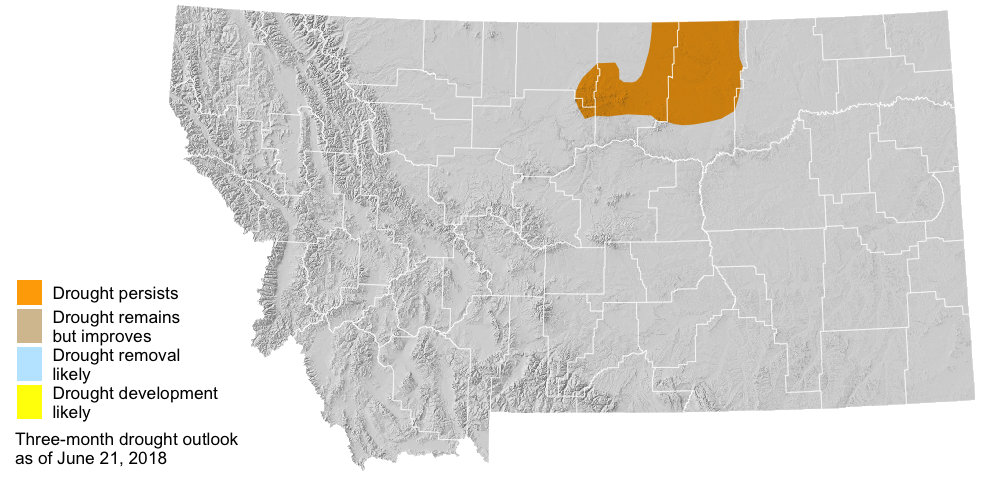 Drought persists
Drought remains
but improves
Drought removal
likely
Drought development
likely
Three-month drought outlook
as of June 21, 2018